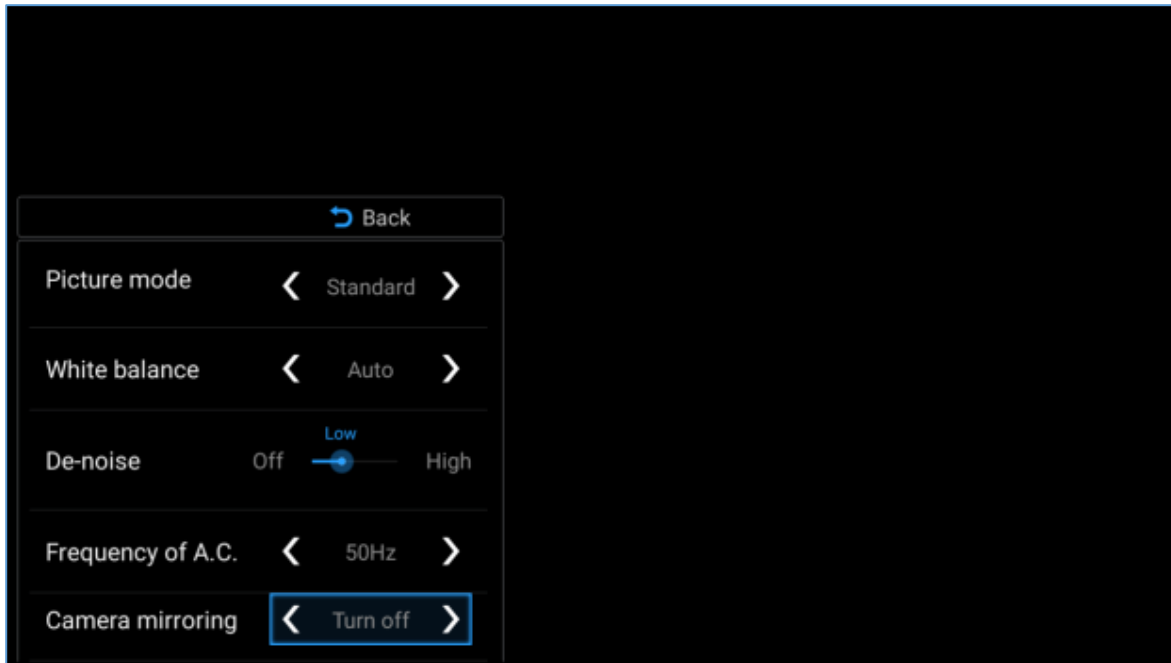 Back
Picture mode Standard
White balance Auto
Low
De-noise Off High
Frequency of A.C. 50Hz
Camera mirroring Turn off